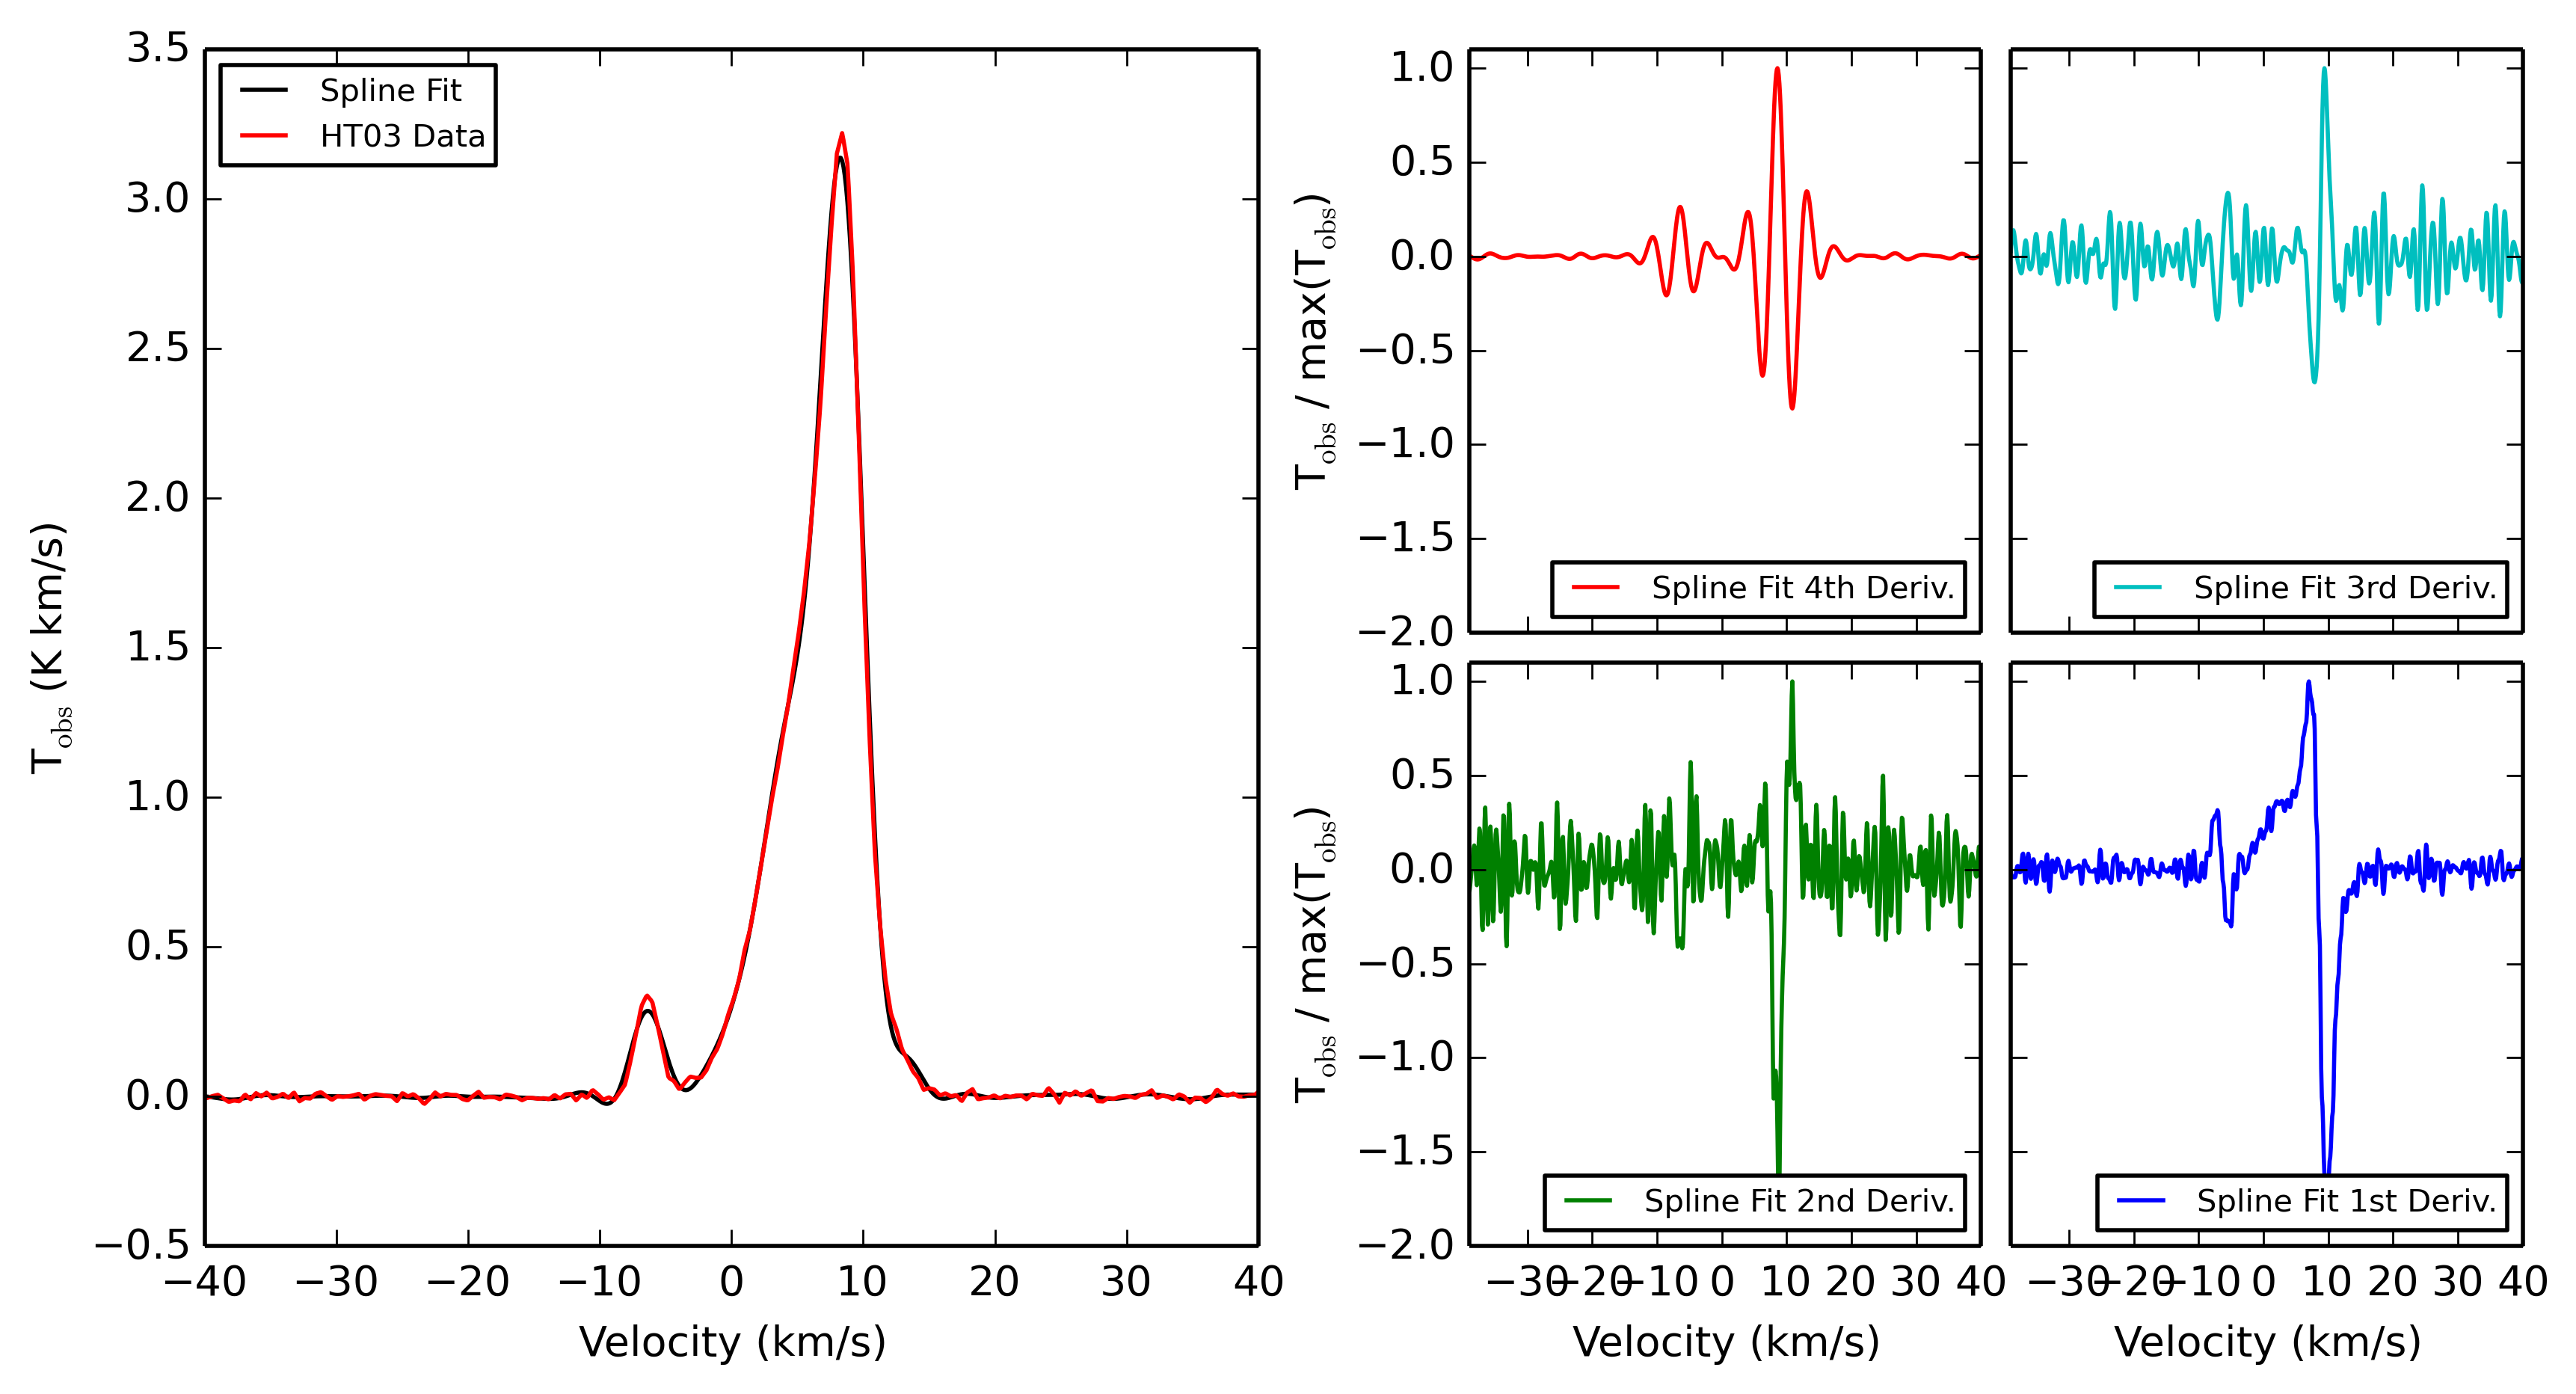 3.5
3.0
2.5
2.0
1.5
1.0
0.5
0.0
−0.5
T_obs (K km/s)
Spline Fit
HT03 Data
−40 −30 −20 −10 0 10 20 30 40
Velocity (km/s)
1.0
0.5
0.0
−0.5
−1.0
−1.5
−2.0
T_obs / max(T_obs)
Spline Fit 4th Deriv.
Spline Fit 3rd Deriv.
1.0
0.5
0.0
−0.5
−1.0
−1.5
−2.0
T_obs / max(T_obs)
Spline Fit 2nd Deriv.
Spline Fit 1st Deriv.
−30 −20 −10 0 10 20 30 40
Velocity (km/s)
−30 −20 −10 0 10 20 30 40
Velocity (km/s)